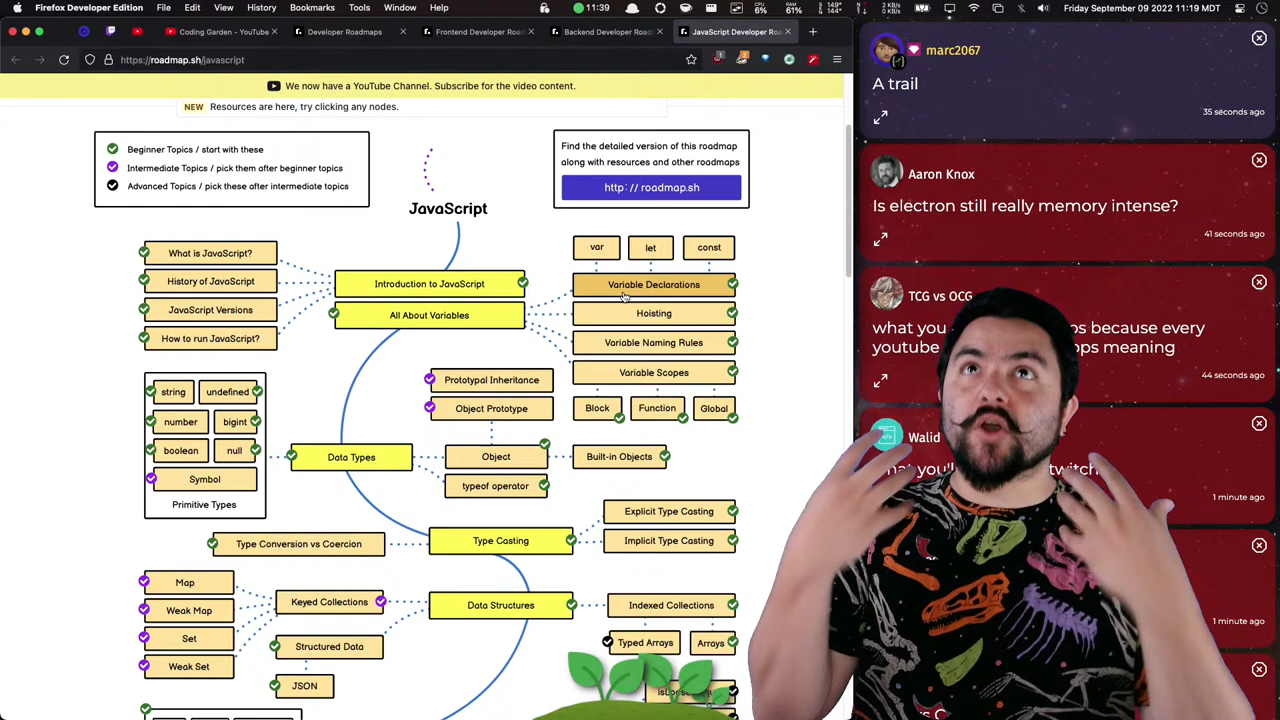 Firefox Developer Edition File Edit View History Bookmarks Tools Window Help
11:39
Friday September 09 2022 11:19 MDT
Coding Garden - YouTube
Developer Roadmaps
Frontend Developer Road
Backend Developer Road
JavaScript Developer Roa
https://roadmap.sh/javascript
We now have a YouTube Channel. Subscribe for the video content.
NEW Resources are here, try clicking any nodes.
Beginner Topics / start with these
Intermediate Topics / pick them after beginner topics
Advanced Topics / pick these after intermediate topics
Find the detailed version of this roadmap
along with resources and other roadmaps
http: // roadmap.sh
JavaScript
What is JavaScript?
History of JavaScript
JavaScript Versions
How to run JavaScript?
Introduction to JavaScript
All About Variables
var
let
const
Variable Declarations
Hoisting
Variable Naming Rules
Variable Scopes
Block
Function
Global
Prototypal Inheritance
Object Prototype
Object
typeof operator
Built-in Objects
Data Types
string
undefined
number
bigint
boolean
null
Symbol
Primitive Types
Type Casting
Explicit Type Casting
Implicit Type Casting
Type Conversion vs Coercion
Data Structures
Keyed Collections
Map
Weak Map
Set
Weak Set
Structured Data
JSON
Indexed Collections
Typed Arrays
Arrays
marc2067
A trail
35 seconds ago
Aaron Knox
Is electron still really memory intense?
41 seconds ago
TCG vs OCG
what you
because every
youtube
ops meaning
44 seconds ago
Walid
twitch
1 minute ago
1 minute ago